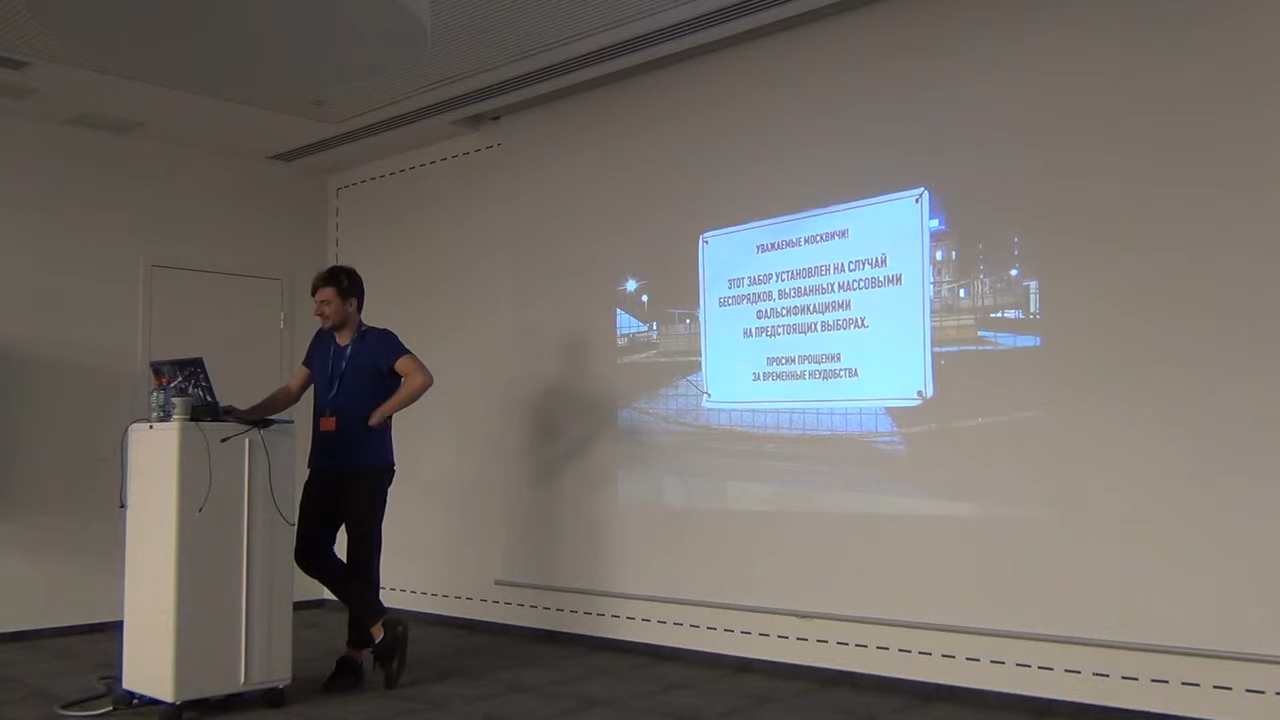 УВАЖАЕМЫЕ МОСКВИЧИ!
ЭТОТ ЗАБОР УСТАНОВЛЕН НА СЛУЧАЙ
БЕСПОРЯДКОВ, ВЫЗВАННЫХ МАССОВЫМИ
ФАЛЬСИФИКАЦИЯМИ
НА ПРЕДСТОЯЩИХ ВЫБОРАХ.
ПРОСИМ ПРОЩЕНИЯ
ЗА ВРЕМЕННЫЕ НЕУДОБСТВА